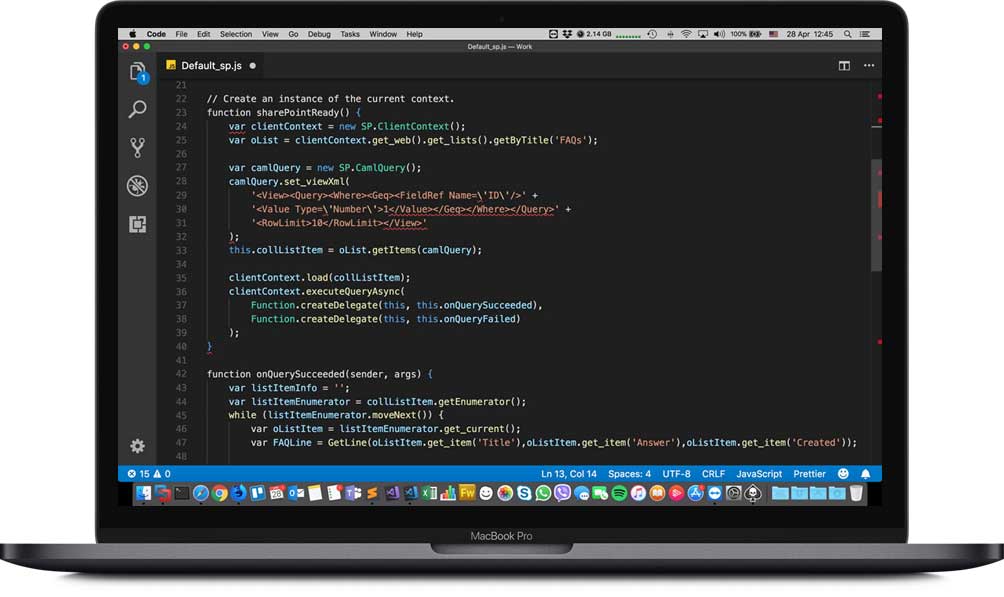 Code File Edit Selection View Go Debug Tasks Window Help 2.14 GB 100% 28 Apr 12:45
Default_sp.js — Work
1
JS Default_sp.js ●
21
22 // Create an instance of the current context.
23 function sharePointReady() {
24 var clientContext = new SP.ClientContext();
25 var oList = clientContext.get_web().get_lists().getByTitle('FAQs');
26
27 var camlQuery = new SP.CamlQuery();
28 camlQuery.set_viewXml(
29 '<View><Query><Where><Geq><FieldRef Name=\'ID\'/>' +
30 '<Value Type=\'Number\'>1</Value></Geq></Where></Query>' +
31 '<RowLimit>10</RowLimit></View>'
32 );
33 this.collListItem = oList.getItems(camlQuery);
34
35 clientContext.load(collListItem);
36 clientContext.executeQueryAsync(
37 Function.createDelegate(this, this.onQuerySucceeded),
38 Function.createDelegate(this, this.onQueryFailed)
39 );
40 }
41
42 function onQuerySucceeded(sender, args) {
43 var listItemInfo = '';
44 var listItemEnumerator = collListItem.getEnumerator();
45 while (listItemEnumerator.moveNext()) {
46 var oListItem = listItemEnumerator.get_current();
47 var FAQLine = GetLine(oListItem.get_item('Title'),oListItem.get_item('Answer'),oListItem.get_item('Created'));
48
15 0 Ln 13, Col 14 Spaces: 4 UTF-8 CRLF JavaScript Prettier
28 Fw
MacBook Pro